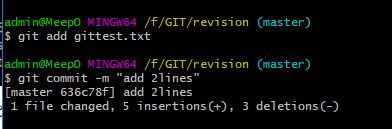 admin@MeepO MINGW64 /f/GIT/revision (master)
$ git add gittest.txt
admin@MeepO MINGW64 /f/GIT/revision (master)
$ git commit -m "add 2lines"
[master 636c78f] add 2lines
1 file changed, 5 insertions(+), 3 deletions(-)